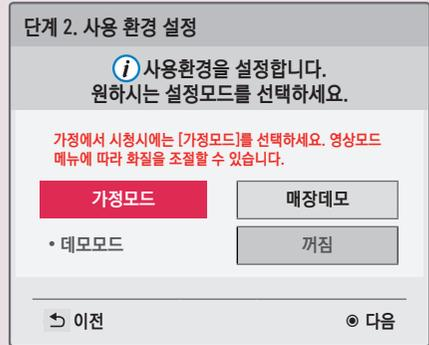 단계 2. 사용 환경 설정
i 사용환경을 설정합니다.
원하시는 설정모드를 선택하세요.
가정에서 시청시에는 [가정모드]를 선택하세요. 영상모드
메뉴에 따라 화질을 조절할 수 있습니다.
가정모드 매장데모
• 데모모드 꺼짐
이전 ◉ 다음